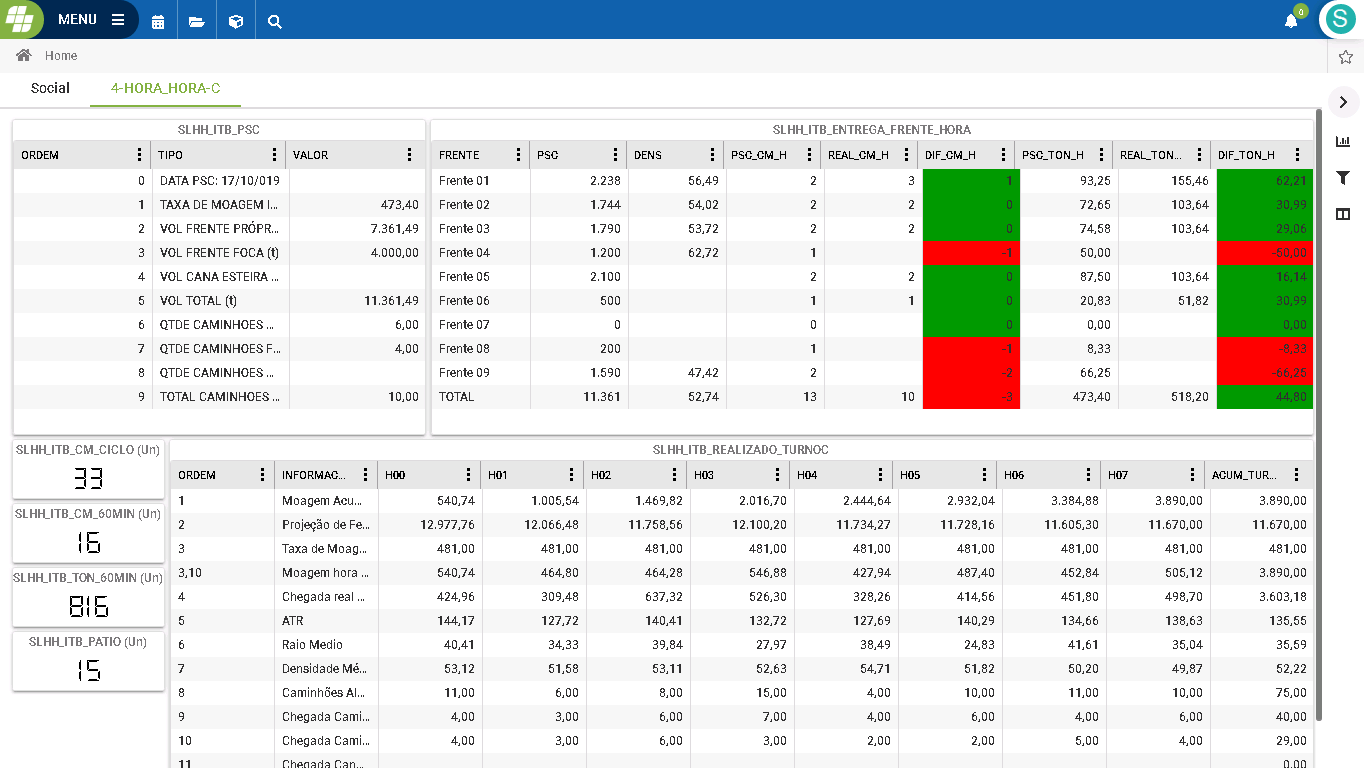 MENU
0
S
Home
Social 4-HORA_HORA-C
SLHH_ITB_PSC
ORDEM TIPO VALOR
0 DATA PSC: 17/10/019
1 TAXA DE MOAGEM I... 473,40
2 VOL FRENTE PRÓPR... 7.361,49
3 VOL FRENTE FOCA (t) 4.000,00
4 VOL CANA ESTEIRA ...
5 VOL TOTAL (t) 11.361,49
6 QTDE CAMINHOES ... 6,00
7 QTDE CAMINHOES F... 4,00
8 QTDE CAMINHOES ...
9 TOTAL CAMINHOES ... 10,00
SLHH_ITB_ENTREGA_FRENTE_HORA
FRENTE PSC DENS PSC_CM_H REAL_CM_H DIF_CM_H PSC_TON_H REAL_TON... DIF_TON_H
Frente 01 2.238 56,49 2 3 1 93,25 155,46 62,21
Frente 02 1.744 54,02 2 2 0 72,65 103,64 30,99
Frente 03 1.790 53,72 2 2 0 74,58 103,64 29,06
Frente 04 1.200 62,72 1 -1 50,00 -50,00
Frente 05 2.100 2 2 0 87,50 103,64 16,14
Frente 06 500 1 1 0 20,83 51,82 30,99
Frente 07 0 0 0 0,00 0,00
Frente 08 200 1 -1 8,33 -8,33
Frente 09 1.590 47,42 2 -2 66,25 -66,25
TOTAL 11.361 52,74 13 10 -3 473,40 518,20 44,80
SLHH_ITB_CM_CICLO (Un)
33
SLHH_ITB_CM_60MIN (Un)
16
SLHH_ITB_TON_60MIN (Un)
816
SLHH_ITB_PATIO (Un)
15
SLHH_ITB_REALIZADO_TURNOC
ORDEM INFORMAC... H00 H01 H02 H03 H04 H05 H06 H07 ACUM_TUR...
1 Moagem Acu... 540,74 1.005,54 1.469,82 2.016,70 2.444,64 2.932,04 3.384,88 3.890,00 3.890,00
2 Projeção de Fe... 12.977,76 12.066,48 11.758,56 12.100,20 11.734,27 11.728,16 11.605,30 11.670,00 11.670,00
3 Taxa de Moag... 481,00 481,00 481,00 481,00 481,00 481,00 481,00 481,00 481,00
3,10 Moagem hora ... 540,74 464,80 464,28 546,88 427,94 487,40 452,84 505,12 3.890,00
4 Chegada real ... 424,96 309,48 637,32 526,30 328,26 414,56 451,80 498,70 3.603,18
5 ATR 144,17 127,72 140,41 132,72 127,69 140,29 134,66 138,63 135,55
6 Raio Medio 40,41 34,33 39,84 27,97 38,49 24,83 41,61 35,04 35,59
7 Densidade Mé... 53,12 51,58 53,11 52,63 54,71 51,82 50,20 49,87 52,22
8 Caminhões Al... 11,00 6,00 8,00 15,00 4,00 10,00 11,00 10,00 75,00
9 Chegada Cami... 4,00 3,00 6,00 7,00 4,00 6,00 4,00 6,00 40,00
10 Chegada Cami... 4,00 3,00 6,00 3,00 2,00 2,00 5,00 4,00 29,00
11 Chegada Can... 0,00